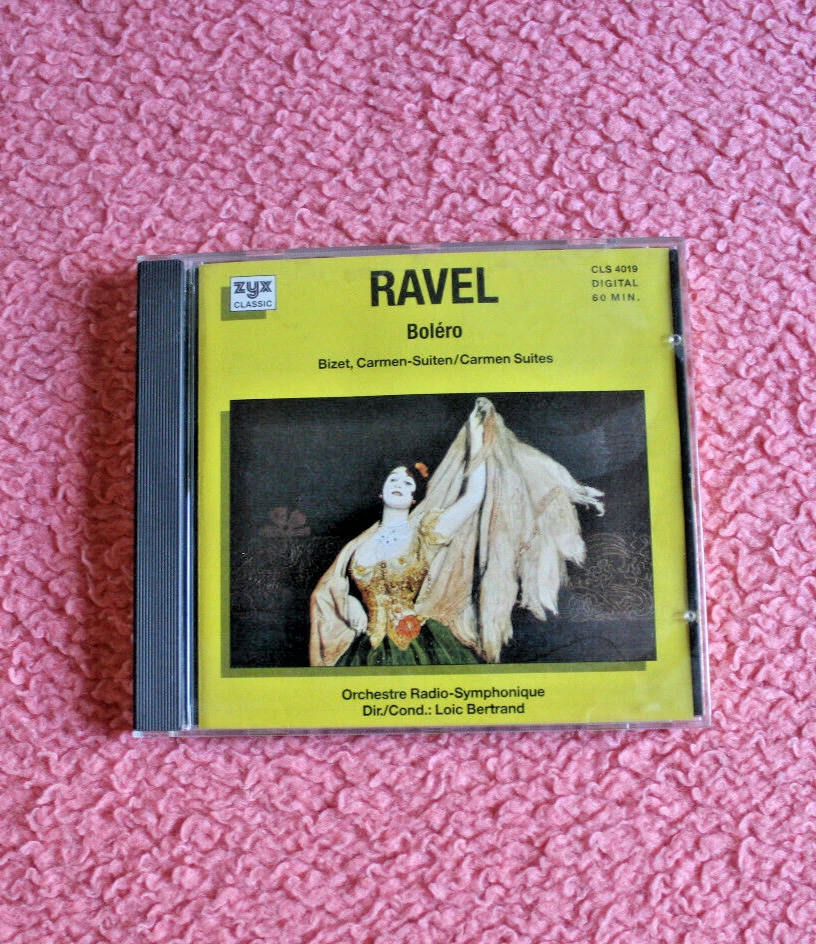 zyx
CLASSIC
RAVEL
CLS 4019
DIGITAL
60 MIN.
Boléro
Bizet, Carmen-Suiten/Carmen Suites
Orchestre Radio-Symphonique
Dir./Cond.: Loic Bertrand